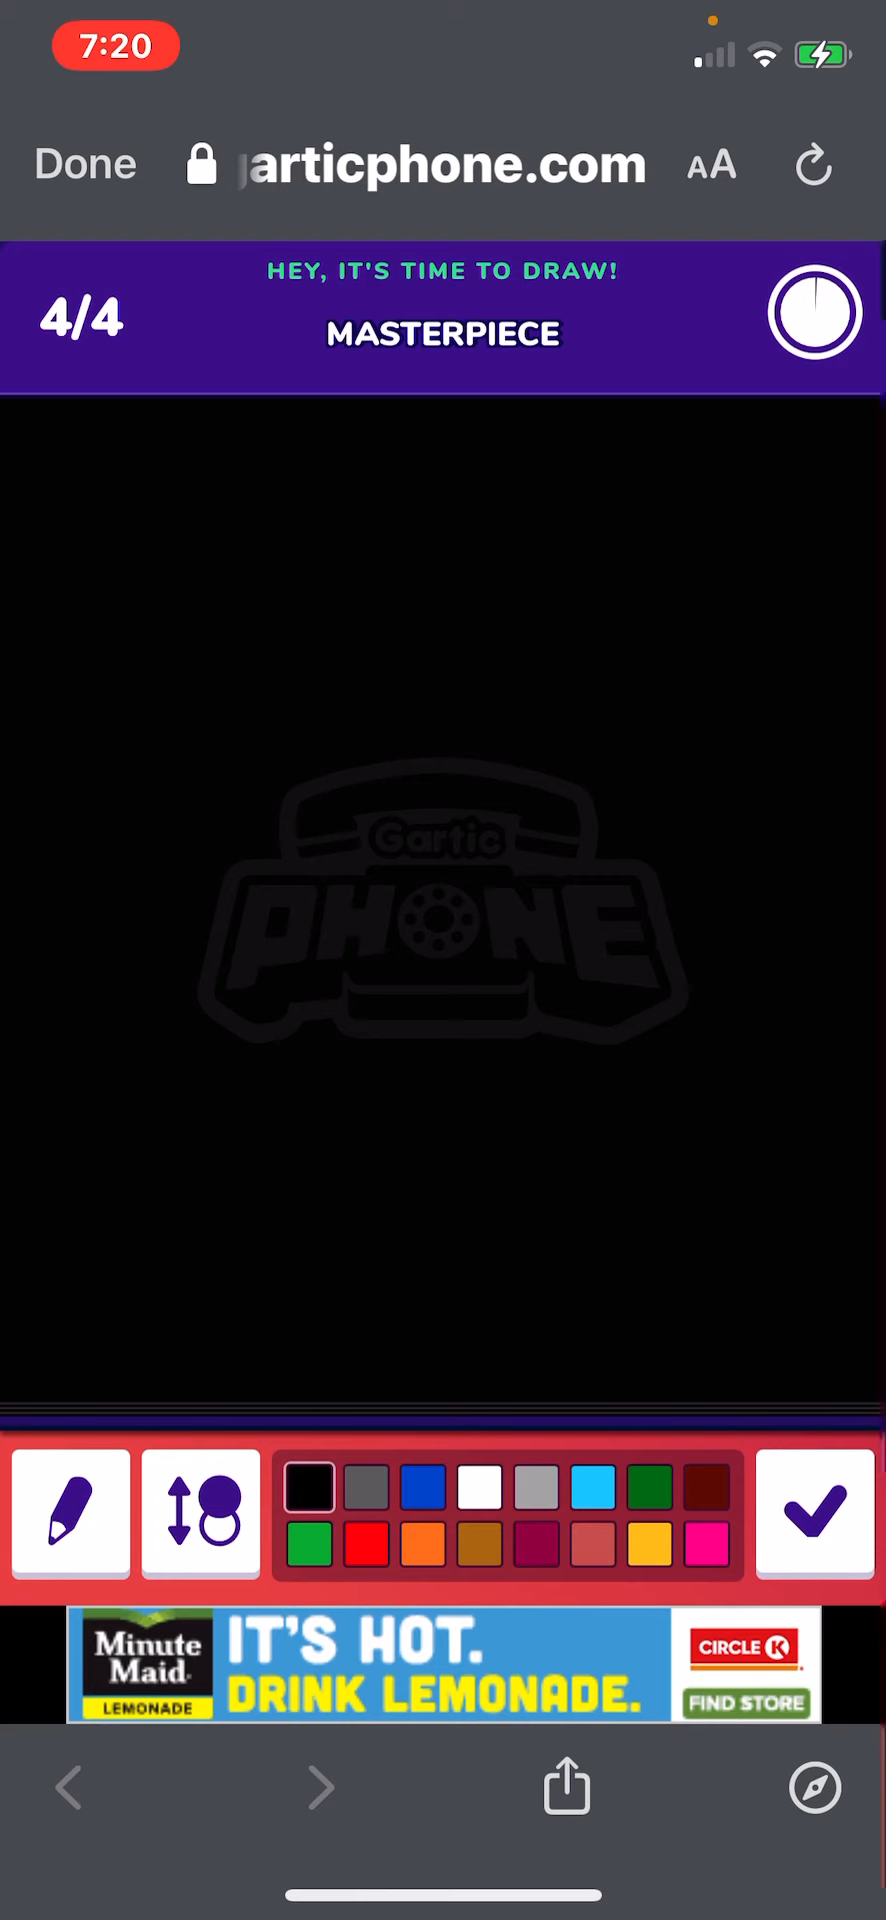 7:20
Done
articphone.com
AA
HEY, IT'S TIME TO DRAW!
4/4
MASTERPIECE
Gartic
PHONE
Minute
Maid
LEMONADE
IT'S HOT.
DRINK LEMONADE.
CIRCLE K
FIND STORE